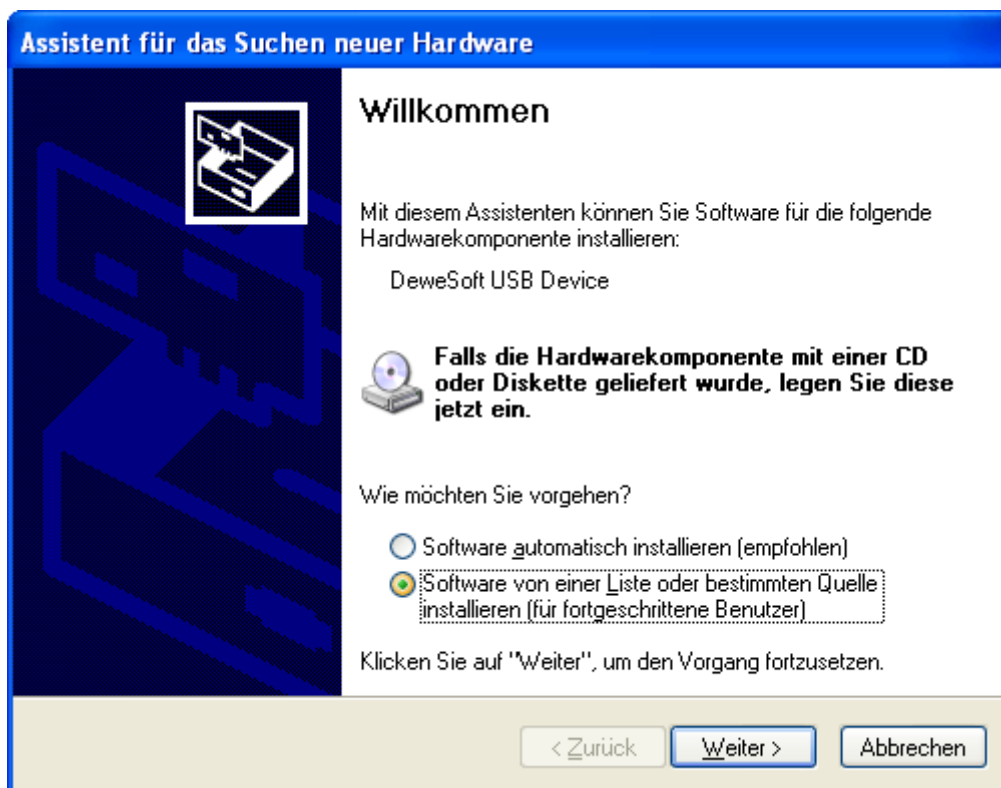 Assistent für das Suchen neuer Hardware
Willkommen
Mit diesem Assistenten können Sie Software für die folgende
Hardwarekomponente installieren:
DeweSoft USB Device
Falls die Hardwarekomponente mit einer CD
oder Diskette geliefert wurde, legen Sie diese
jetzt ein.
Wie möchten Sie vorgehen?
Software automatisch installieren (empfohlen)
Software von einer Liste oder bestimmten Quelle
installieren (für fortgeschrittene Benutzer)
Klicken Sie auf "Weiter", um den Vorgang fortzusetzen.
< Zurück Weiter > Abbrechen